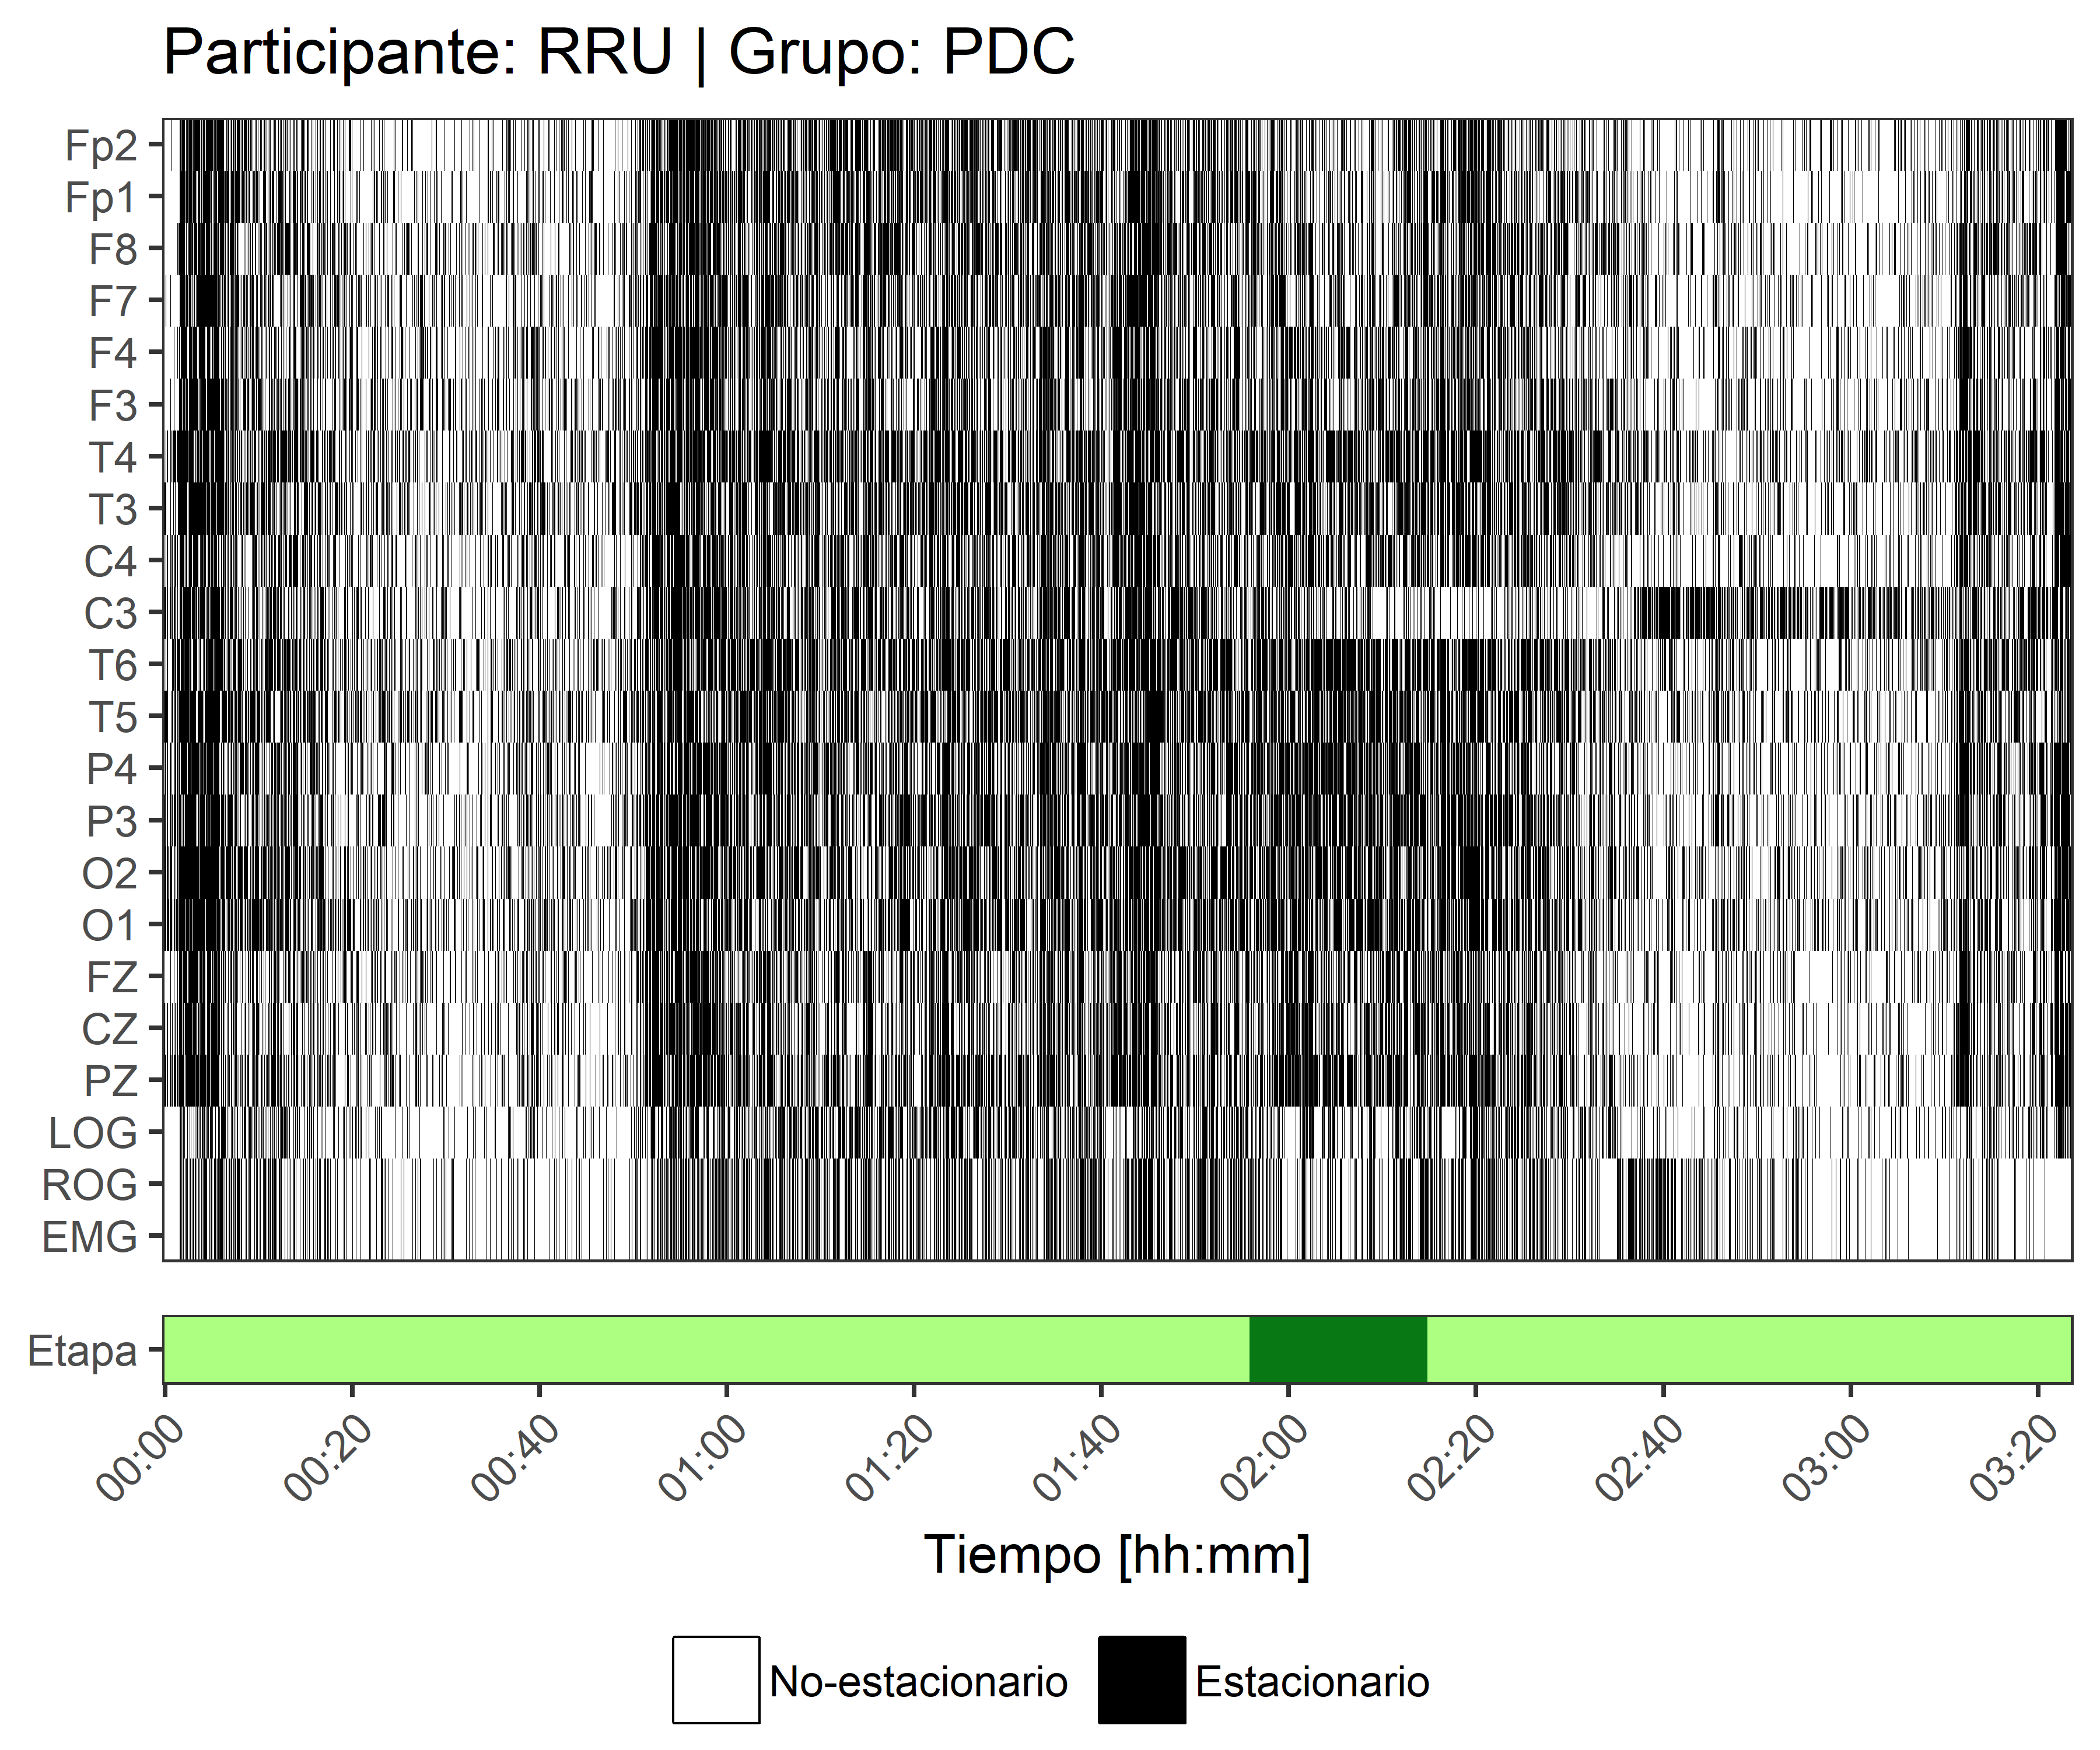 Participante: RRU | Grupo: PDC
Fp2
Fp1
F8
F7
F4
F3
T4
T3
C4
C3
T6
T5
P4
P3
O2
O1
FZ
CZ
PZ
LOG
ROG
EMG
Etapa
00:00
00:20
00:40
01:00
01:20
01:40
02:00
02:20
02:40
03:00
03:20
Tiempo [hh:mm]
No-estacionario
Estacionario